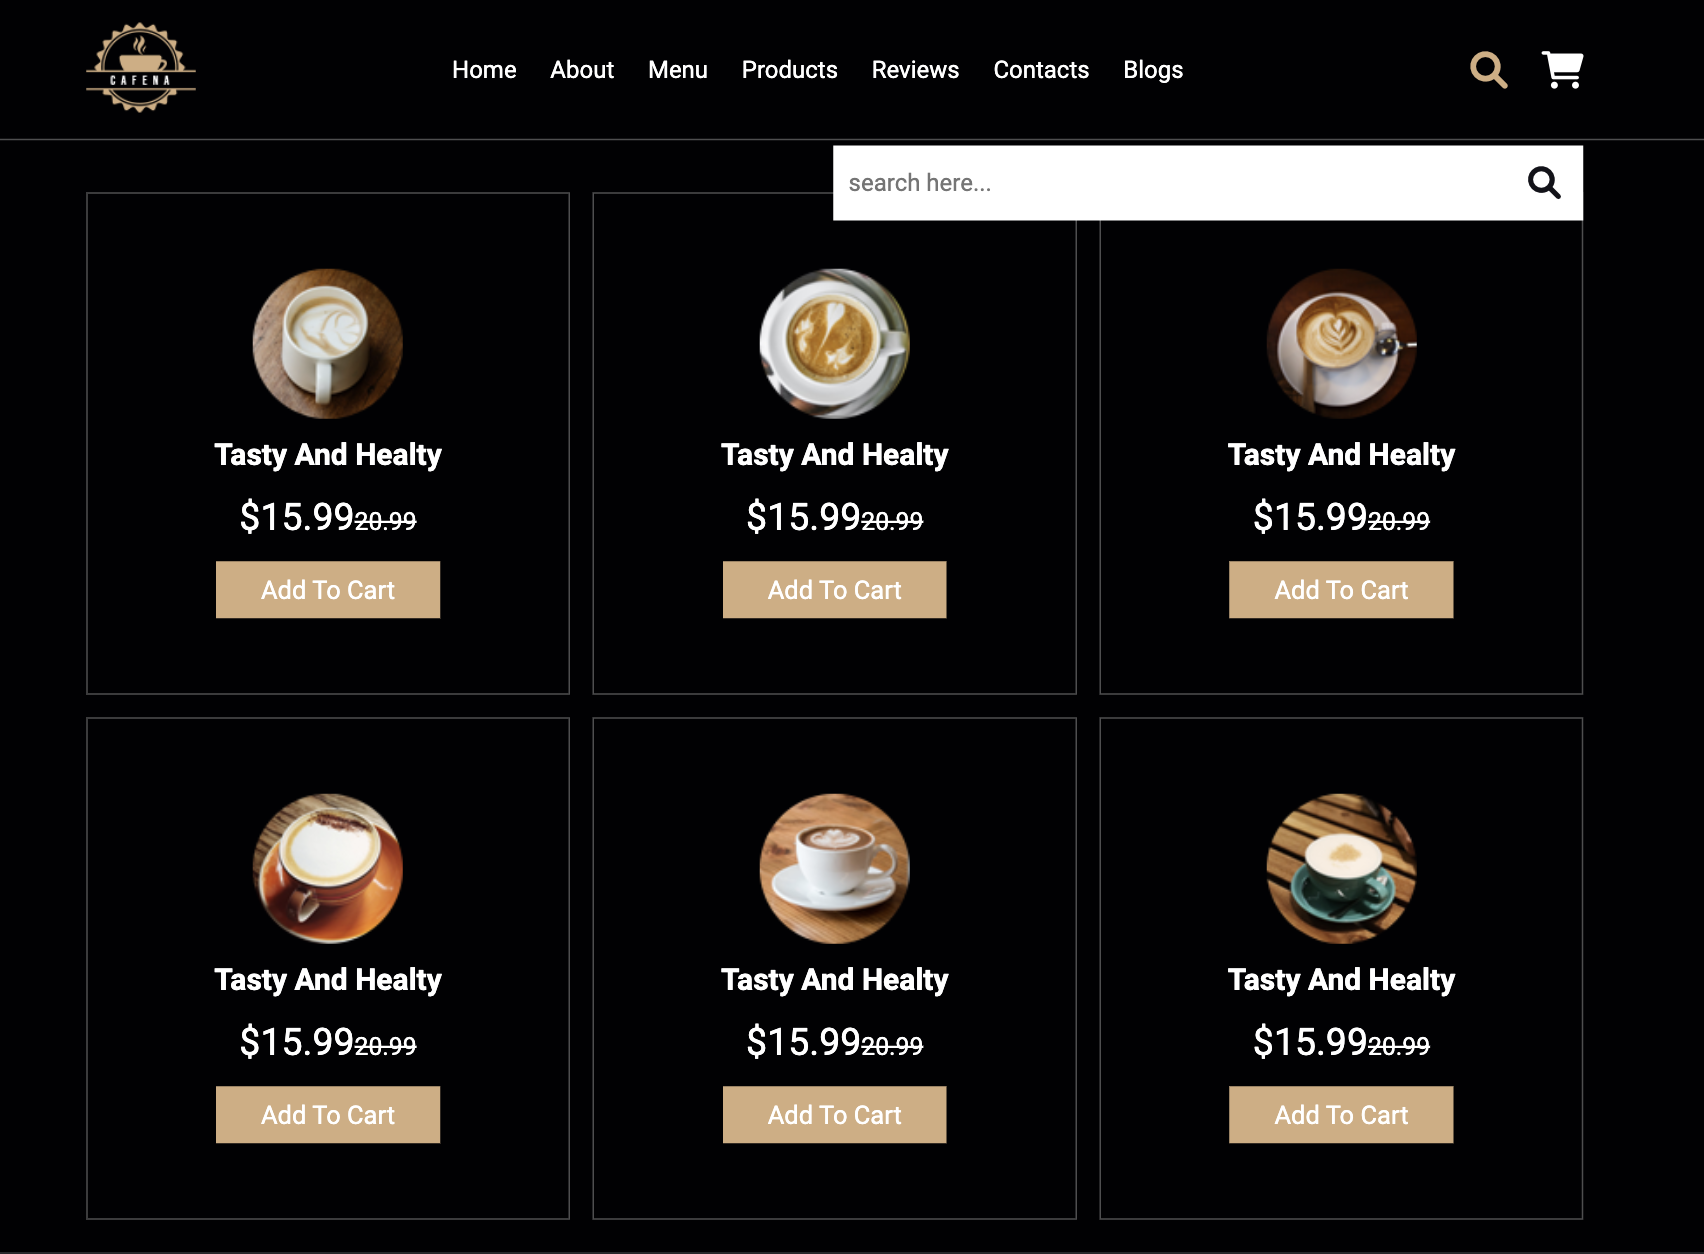 CAFENA
Home About Menu Products Reviews Contacts Blogs
search here...
Tasty And Healty
$15.99 20.99
Add To Cart
Tasty And Healty
$15.99 20.99
Add To Cart
Tasty And Healty
$15.99 20.99
Add To Cart
Tasty And Healty
$15.99 20.99
Add To Cart
Tasty And Healty
$15.99 20.99
Add To Cart
Tasty And Healty
$15.99 20.99
Add To Cart